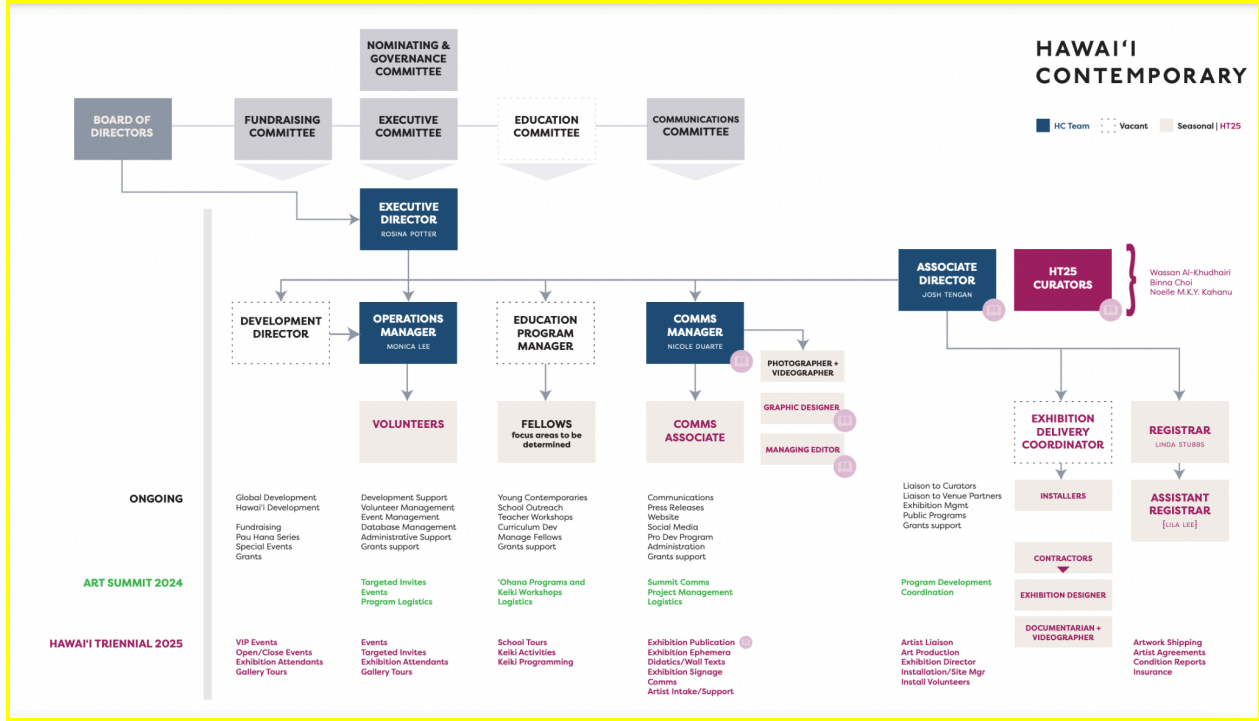 HAWAIʻI
CONTEMPORARY
HC Team
Vacant
Seasonal | HT25
NOMINATING &
GOVERNANCE
COMMITTEE
BOARD OF
DIRECTORS
FUNDRAISING
COMMITTEE
EXECUTIVE
COMMITTEE
EDUCATION
COMMITTEE
COMMUNICATIONS
COMMITTEE
EXECUTIVE
DIRECTOR
ROSINA POTTER
ASSOCIATE
DIRECTOR
JOSH TENGAN
HT25
CURATORS
Wassan Al-Khudhairi
Binna Choi
Noelle M.K.Y. Kahanu
DEVELOPMENT
DIRECTOR
OPERATIONS
MANAGER
MONICA LEE
EDUCATION
PROGRAM
MANAGER
COMMS
MANAGER
NICOLE DUARTE
PHOTOGRAPHER +
VIDEOGRAPHER
GRAPHIC DESIGNER
MANAGING EDITOR
VOLUNTEERS
FELLOWS
focus areas to be
determined
COMMS
ASSOCIATE
EXHIBITION
DELIVERY
COORDINATOR
REGISTRAR
LINDA STUBBS
INSTALLERS
ASSISTANT
REGISTRAR
[LILA LEE]
CONTRACTORS
EXHIBITION DESIGNER
DOCUMENTARIAN +
VIDEOGRAPHER
ONGOING
Global Development
Hawaiʻi Development
Fundraising
Pau Hana Series
Special Events
Grants
Development Support
Volunteer Management
Event Management
Database Management
Administrative Support
Grants support
Young Contemporaries
School Outreach
Teacher Workshops
Curriculum Dev
Manage Fellows
Grants support
Communications
Press Releases
Website
Social Media
Pro Dev Program
Administration
Grants support
Liaison to Curators
Liaison to Venue Partners
Exhibition Mgmt
Public Programs
Grants support
ART SUMMIT 2024
Targeted Invites
Events
Program Logistics
ʻOhana Programs and
Keiki Workshops
Logistics
Summit Comms
Project Management
Logistics
Program Development
Coordination
HAWAIʻI TRIENNIAL 2025
VIP Events
Open/Close Events
Exhibition Attendants
Gallery Tours
Events
Targeted Invites
Exhibition Attendants
Gallery Tours
School Tours
Keiki Activities
Keiki Programming
Exhibition Publication
Exhibition Ephemera
Didatics/Wall Texts
Exhibition Signage
Comms
Artist Intake/Support
Artist Liaison
Art Production
Exhibition Director
Installation/Site Mgr
Install Volunteers
Artwork Shipping
Artist Agreements
Condition Reports
Insurance